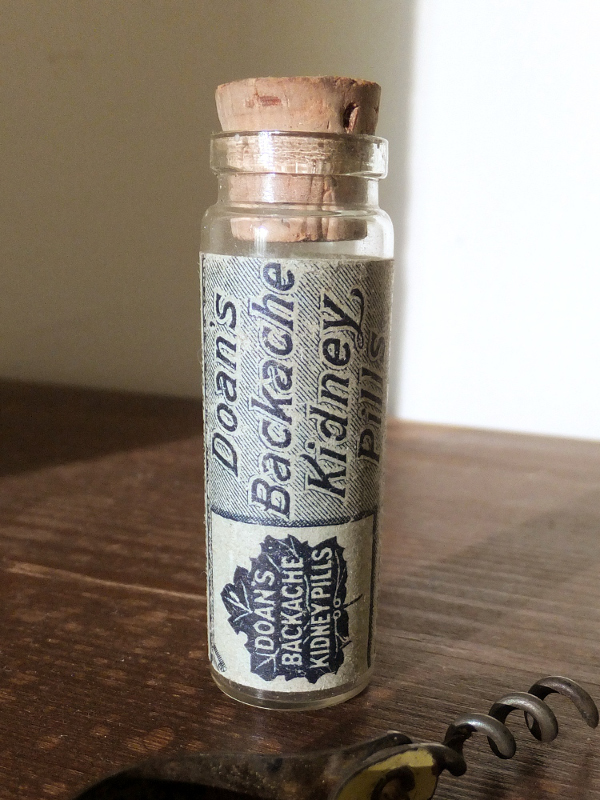 Doan's
Backache
Kidney
Pills
DOAN'S
BACKACHE
KIDNEY PILLS